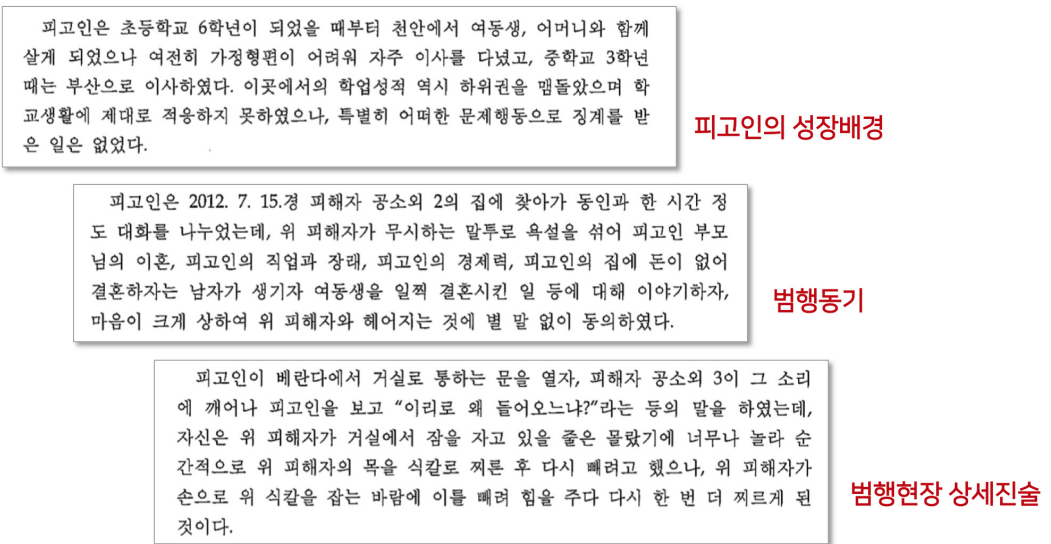 피고인은 초등학교 6학년이 되었을 때부터 천안에서 여동생, 어머니와 함께
살게 되었으나 여전히 가정형편이 어려워 자주 이사를 다녔고, 중학교 3학년
때는 부산으로 이사하였다. 이곳에서의 학업성적 역시 하위권을 맴돌았으며 학
교생활에 제대로 적응하지 못하였으나, 특별히 어떠한 문제행동으로 징계를 받
은 일은 없었다.
피고인의 성장배경
피고인은 2012. 7. 15.경 피해자 공소외 2의 집에 찾아가 동인과 한 시간 정
도 대화를 나누었는데, 위 피해자가 무시하는 말투로 욕설을 섞어 피고인 부모
님의 이혼, 피고인의 직업과 장래, 피고인의 경제력, 피고인의 집에 돈이 없어
결혼하자는 남자가 생기자 여동생을 일찍 결혼시킨 일 등에 대해 이야기하자,
마음이 크게 상하여 위 피해자와 헤어지는 것에 별 말 없이 동의하였다.
범행동기
피고인이 베란다에서 거실로 통하는 문을 열자, 피해자 공소외 3이 그 소리
에 깨어나 피고인을 보고 “이리로 왜 들어오느냐?”라는 등의 말을 하였는데,
자신은 위 피해자가 거실에서 잠을 자고 있을 줄은 몰랐기에 너무나 놀라 순
간적으로 위 피해자의 목을 식칼로 찌른 후 다시 빼려고 했으나, 위 피해자가
손으로 위 식칼을 잡는 바람에 이를 빼려 힘을 주다 다시 한 번 더 찌르게 된
것이다.
범행현장 상세진술